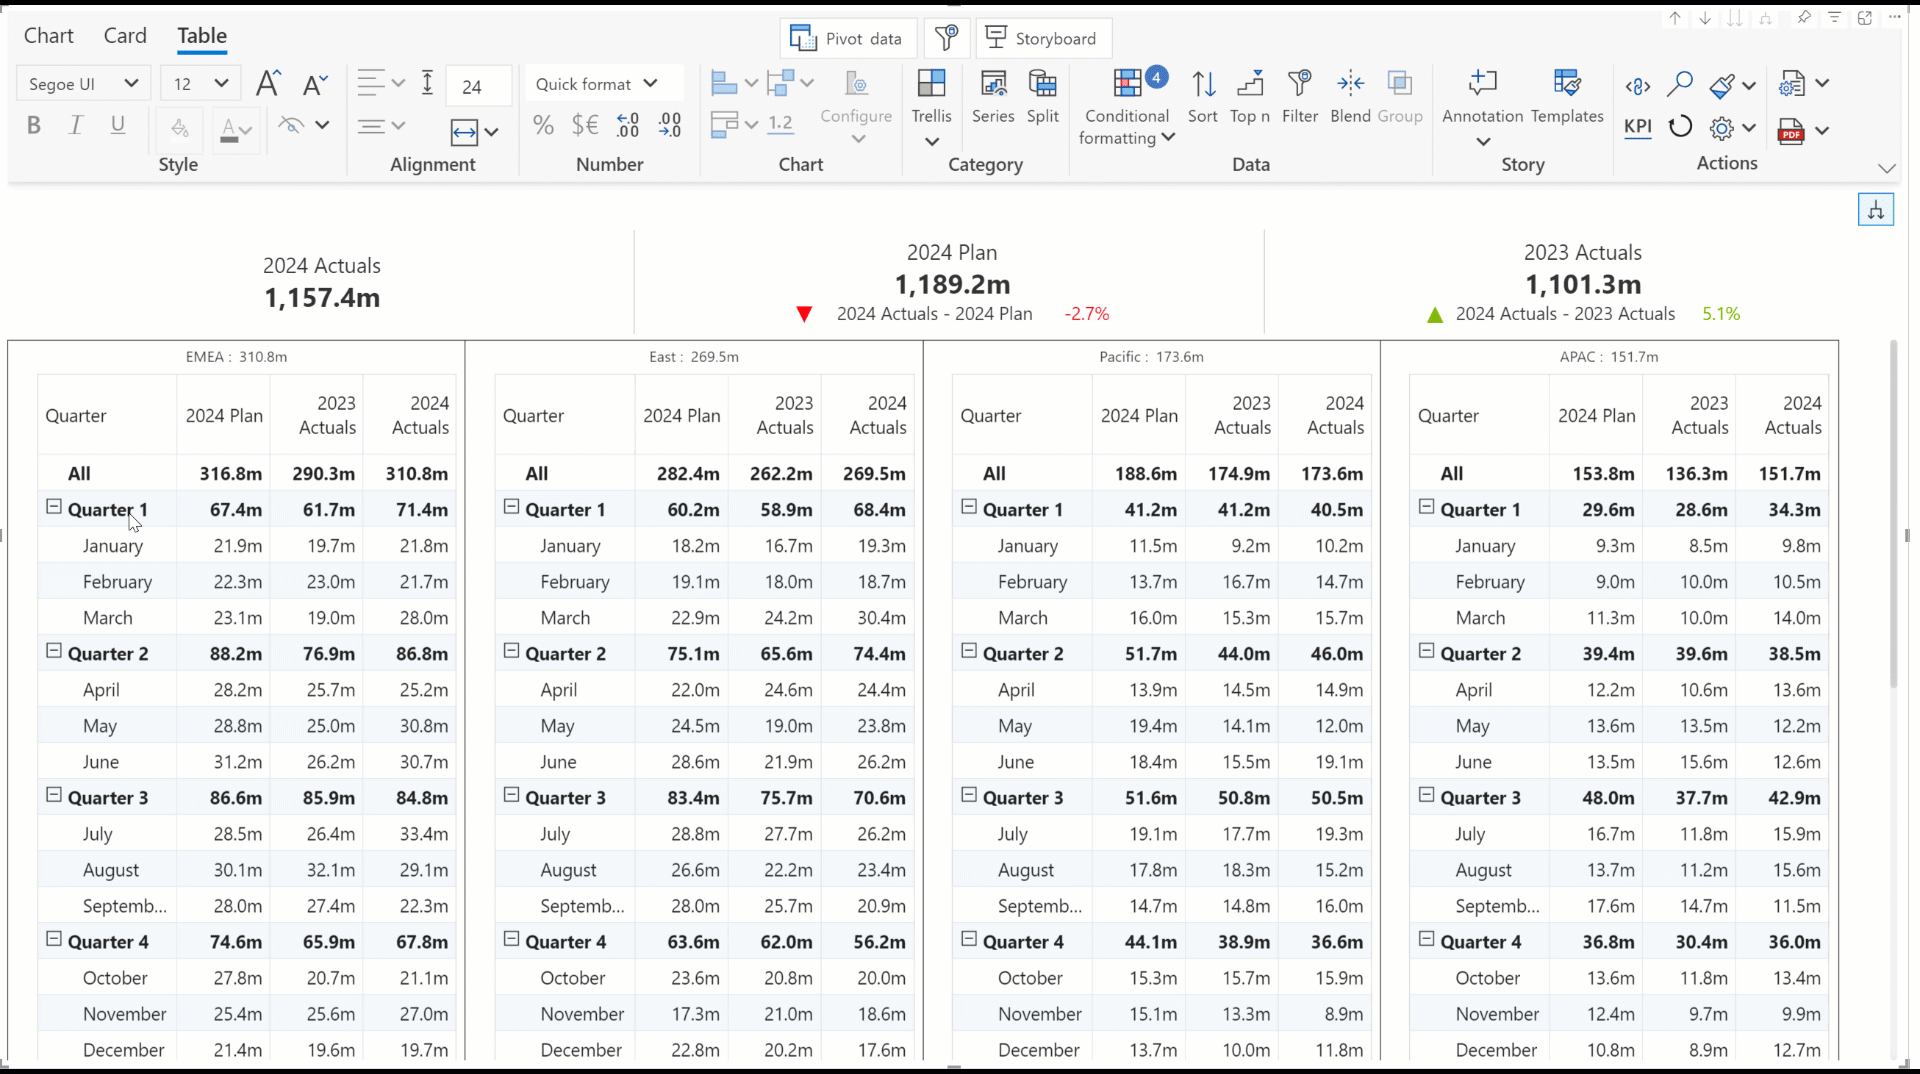 Chart Card Table
Pivot data Storyboard
Segoe UI 12 24 Quick format
Configure Trellis Series Split Conditional formatting 4 Sort Top n Filter Blend Group Annotation Templates
B I U % $€ .00 .00 1.2 KPI PDF
Style Alignment Number Chart Category Data Story Actions
2024 Actuals
1,157.4m
2024 Plan
1,189.2m
2024 Actuals - 2024 Plan -2.7%
2023 Actuals
1,101.3m
2024 Actuals - 2023 Actuals 5.1%
EMEA : 310.8m
Quarter 2024 Plan 2023 Actuals 2024 Actuals
All 316.8m 290.3m 310.8m
Quarter 1 67.4m 61.7m 71.4m
January 21.9m 19.7m 21.8m
February 22.3m 23.0m 21.7m
March 23.1m 19.0m 28.0m
Quarter 2 88.2m 76.9m 86.8m
April 28.2m 25.7m 25.2m
May 28.8m 25.0m 30.8m
June 31.2m 26.2m 30.7m
Quarter 3 86.6m 85.9m 84.8m
July 28.5m 26.4m 33.4m
August 30.1m 32.1m 29.1m
Septemb... 28.0m 27.4m 22.3m
Quarter 4 74.6m 65.9m 67.8m
October 27.8m 20.7m 21.1m
November 25.4m 25.6m 27.0m
December 21.4m 19.6m 19.7m
East : 269.5m
Quarter 2024 Plan 2023 Actuals 2024 Actuals
All 282.4m 262.2m 269.5m
Quarter 1 60.2m 58.9m 68.4m
January 18.2m 16.7m 19.3m
February 19.1m 18.0m 18.7m
March 22.9m 24.2m 30.4m
Quarter 2 75.1m 65.6m 74.4m
April 22.0m 24.6m 24.4m
May 24.5m 19.0m 23.8m
June 28.6m 21.9m 26.2m
Quarter 3 83.4m 75.7m 70.6m
July 28.8m 27.7m 26.2m
August 26.6m 22.2m 23.4m
Septemb... 28.0m 25.7m 20.9m
Quarter 4 63.6m 62.0m 56.2m
October 23.6m 20.8m 20.0m
November 17.3m 21.0m 18.6m
December 22.8m 20.2m 17.6m
Pacific : 173.6m
Quarter 2024 Plan 2023 Actuals 2024 Actuals
All 188.6m 174.9m 173.6m
Quarter 1 41.2m 41.2m 40.5m
January 11.5m 9.2m 10.2m
February 13.7m 16.7m 14.7m
March 16.0m 15.3m 15.7m
Quarter 2 51.7m 44.0m 46.0m
April 13.9m 14.5m 14.9m
May 19.4m 14.1m 12.0m
June 18.4m 15.5m 19.1m
Quarter 3 51.6m 50.8m 50.5m
July 19.1m 17.7m 19.3m
August 17.8m 18.3m 15.2m
Septemb... 14.7m 14.8m 16.0m
Quarter 4 44.1m 38.9m 36.6m
October 15.3m 15.7m 15.9m
November 15.1m 13.3m 8.9m
December 13.7m 10.0m 11.8m
APAC : 151.7m
Quarter 2024 Plan 2023 Actuals 2024 Actuals
All 153.8m 136.3m 151.7m
Quarter 1 29.6m 28.6m 34.3m
January 9.3m 8.5m 9.8m
February 9.0m 10.0m 10.5m
March 11.3m 10.0m 14.0m
Quarter 2 39.4m 39.6m 38.5m
April 12.2m 10.6m 13.6m
May 13.6m 13.5m 12.2m
June 13.5m 15.6m 12.6m
Quarter 3 48.0m 37.7m 42.9m
July 16.7m 11.8m 15.9m
August 13.7m 11.2m 15.6m
Septemb... 17.6m 14.7m 11.5m
Quarter 4 36.8m 30.4m 36.0m
October 13.6m 11.8m 13.4m
November 12.4m 9.7m 9.9m
December 10.8m 8.9m 12.7m